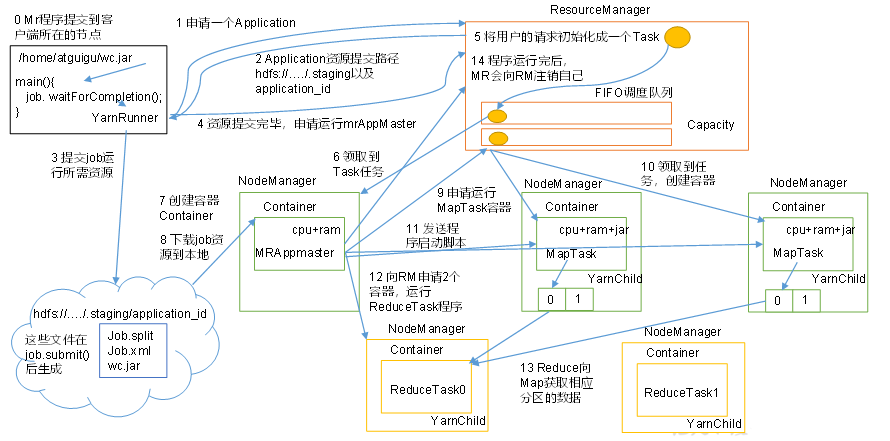 0 Mr程序提交到客
户端所在的节点
/home/atguigu/wc.jar
main(){
job. waitForCompletion();
}
YarnRunner
1 申请一个Application
2 Application资源提交路径
hdfs://…./.staging以及
application_id
4 资源提交完毕，申请运行mrAppMaster
ResourceManager
5 将用户的请求初始化成一个Task
14 程序运行完后，
MR会向RM注销自己
FIFO调度队列
Capacity
3 提交job运
行所需资源
6 领取到
Task任务
7 创建容器
Container
8 下载job资
源到本地
NodeManager
Container
cpu+ram
MRAppmaster
9 申请运行
MapTask容器
11 发送程
序启动脚本
NodeManager
Container
cpu+ram+jar
MapTask
YarnChild
0 1
10 领取到任
务，创建容器
NodeManager
Container
cpu+ram+jar
MapTask
YarnChild
0 1
12 向RM申请2个
容器，运行
ReduceTask程序
hdfs://…./.staging/application_id
这些文件在
job.submit()
后生成
Job.split
Job.xml
wc.jar
NodeManager
Container
ReduceTask0
YarnChild
13 Reduce向
Map获取相应
分区的数据
NodeManager
Container
ReduceTask1
YarnChild